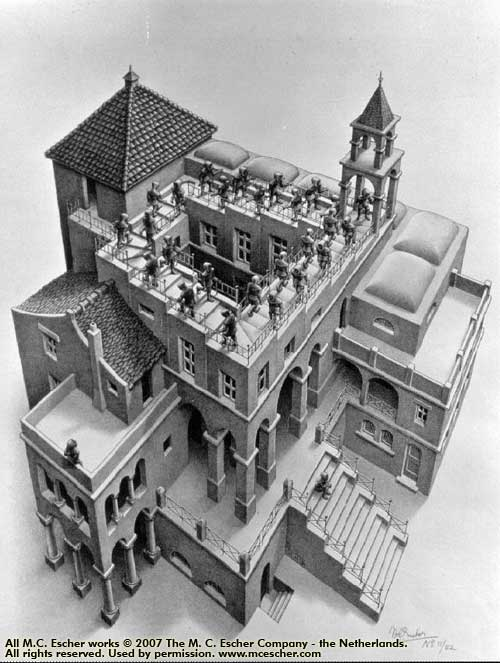 All M.C. Escher works © 2007 The M. C. Escher Company - the Netherlands.
All rights reserved. Used by permission. www.mcescher.com